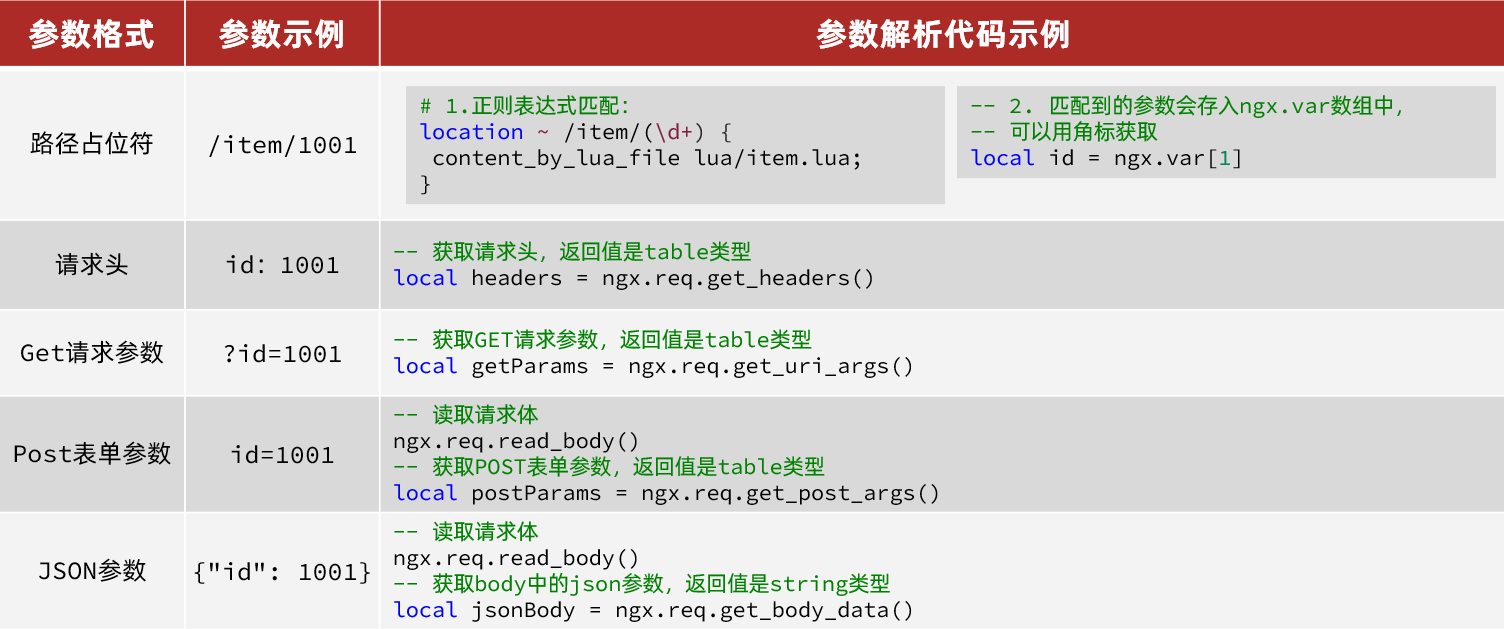 参数格式
参数示例
参数解析代码示例
路径占位符
/item/1001
# 1.正则表达式匹配：
location ~ /item/(\d+) {
content_by_lua_file lua/item.lua;
}
-- 2. 匹配到的参数会存入ngx.var数组中，
-- 可以用角标获取
local id = ngx.var[1]
请求头
id：1001
-- 获取请求头，返回值是table类型
local headers = ngx.req.get_headers()
Get请求参数
?id=1001
-- 获取GET请求参数，返回值是table类型
local getParams = ngx.req.get_uri_args()
Post表单参数
id=1001
-- 读取请求体
ngx.req.read_body()
-- 获取POST表单参数，返回值是table类型
local postParams = ngx.req.get_post_args()
JSON参数
{"id": 1001}
-- 读取请求体
ngx.req.read_body()
-- 获取body中的json参数，返回值是string类型
local jsonBody = ngx.req.get_body_data()